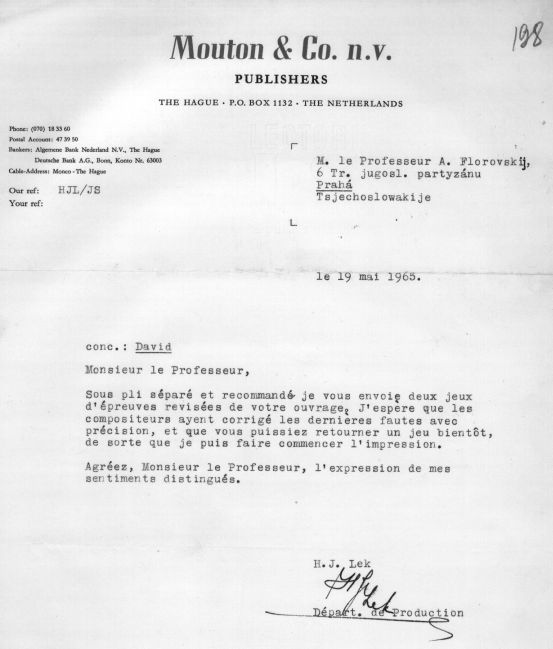 198
Mouton & Co. n.v.
PUBLISHERS
THE HAGUE · P.O. BOX 1132 · THE NETHERLANDS
Phone: (070) 18 33 60
Postal Account: 47 39 50
Bankers: Algemene Bank Nederland N.V., The Hague
Deutsche Bank A.G., Bonn, Konto Nr. 63003
Cable-Address: Monco - The Hague
Our ref: HJL/JS
Your ref:
M. le Professeur A. Florovskij,
6 Tr. jugosl. partyzánu
Prahá
Tsjechoslowakije
le 19 mai 1965.
conc.: David
Monsieur le Professeur,
Sous pli séparé et recommandé je vous envoie deux jeux
d'épreuves revisées de votre ouvrage. J'espère que les
compositeurs ayent corrigé les dernières fautes avec
précision, et que vous puissiez retourner un jeu bientôt,
de sorte que je puis faire commencer l'impression.
Agréez, Monsieur le Professeur, l'expression de mes
sentiments distingués.
H.J. Lek
HJLek
Départ. de Production